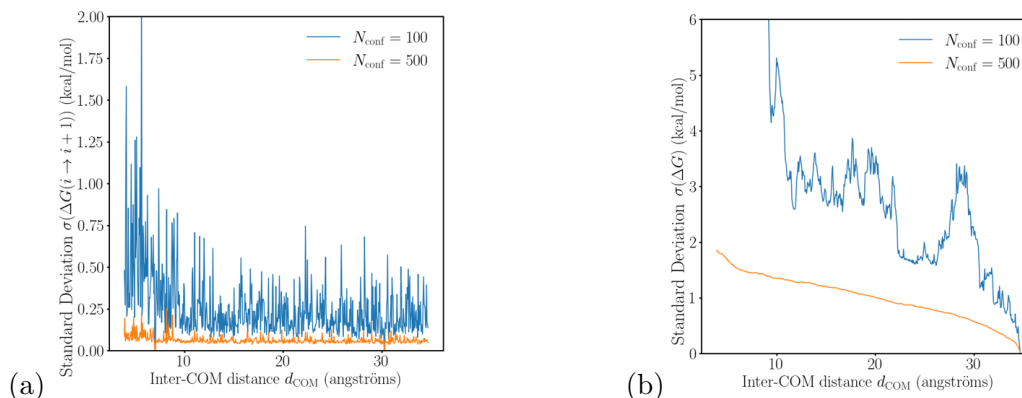 (a)
Standard Deviation σ(ΔG(i → i + 1)) (kcal/mol)
2.00
1.75
1.50
1.25
1.00
0.75
0.50
0.25
0.00
N_conf = 100
N_conf = 500
10
20
30
Inter-COM distance d_COM (angströms)
(b)
Standard Deviation σ(ΔG) (kcal/mol)
6
5
4
3
2
1
0
N_conf = 100
N_conf = 500
10
20
30
Inter-COM distance d_COM (angströms)